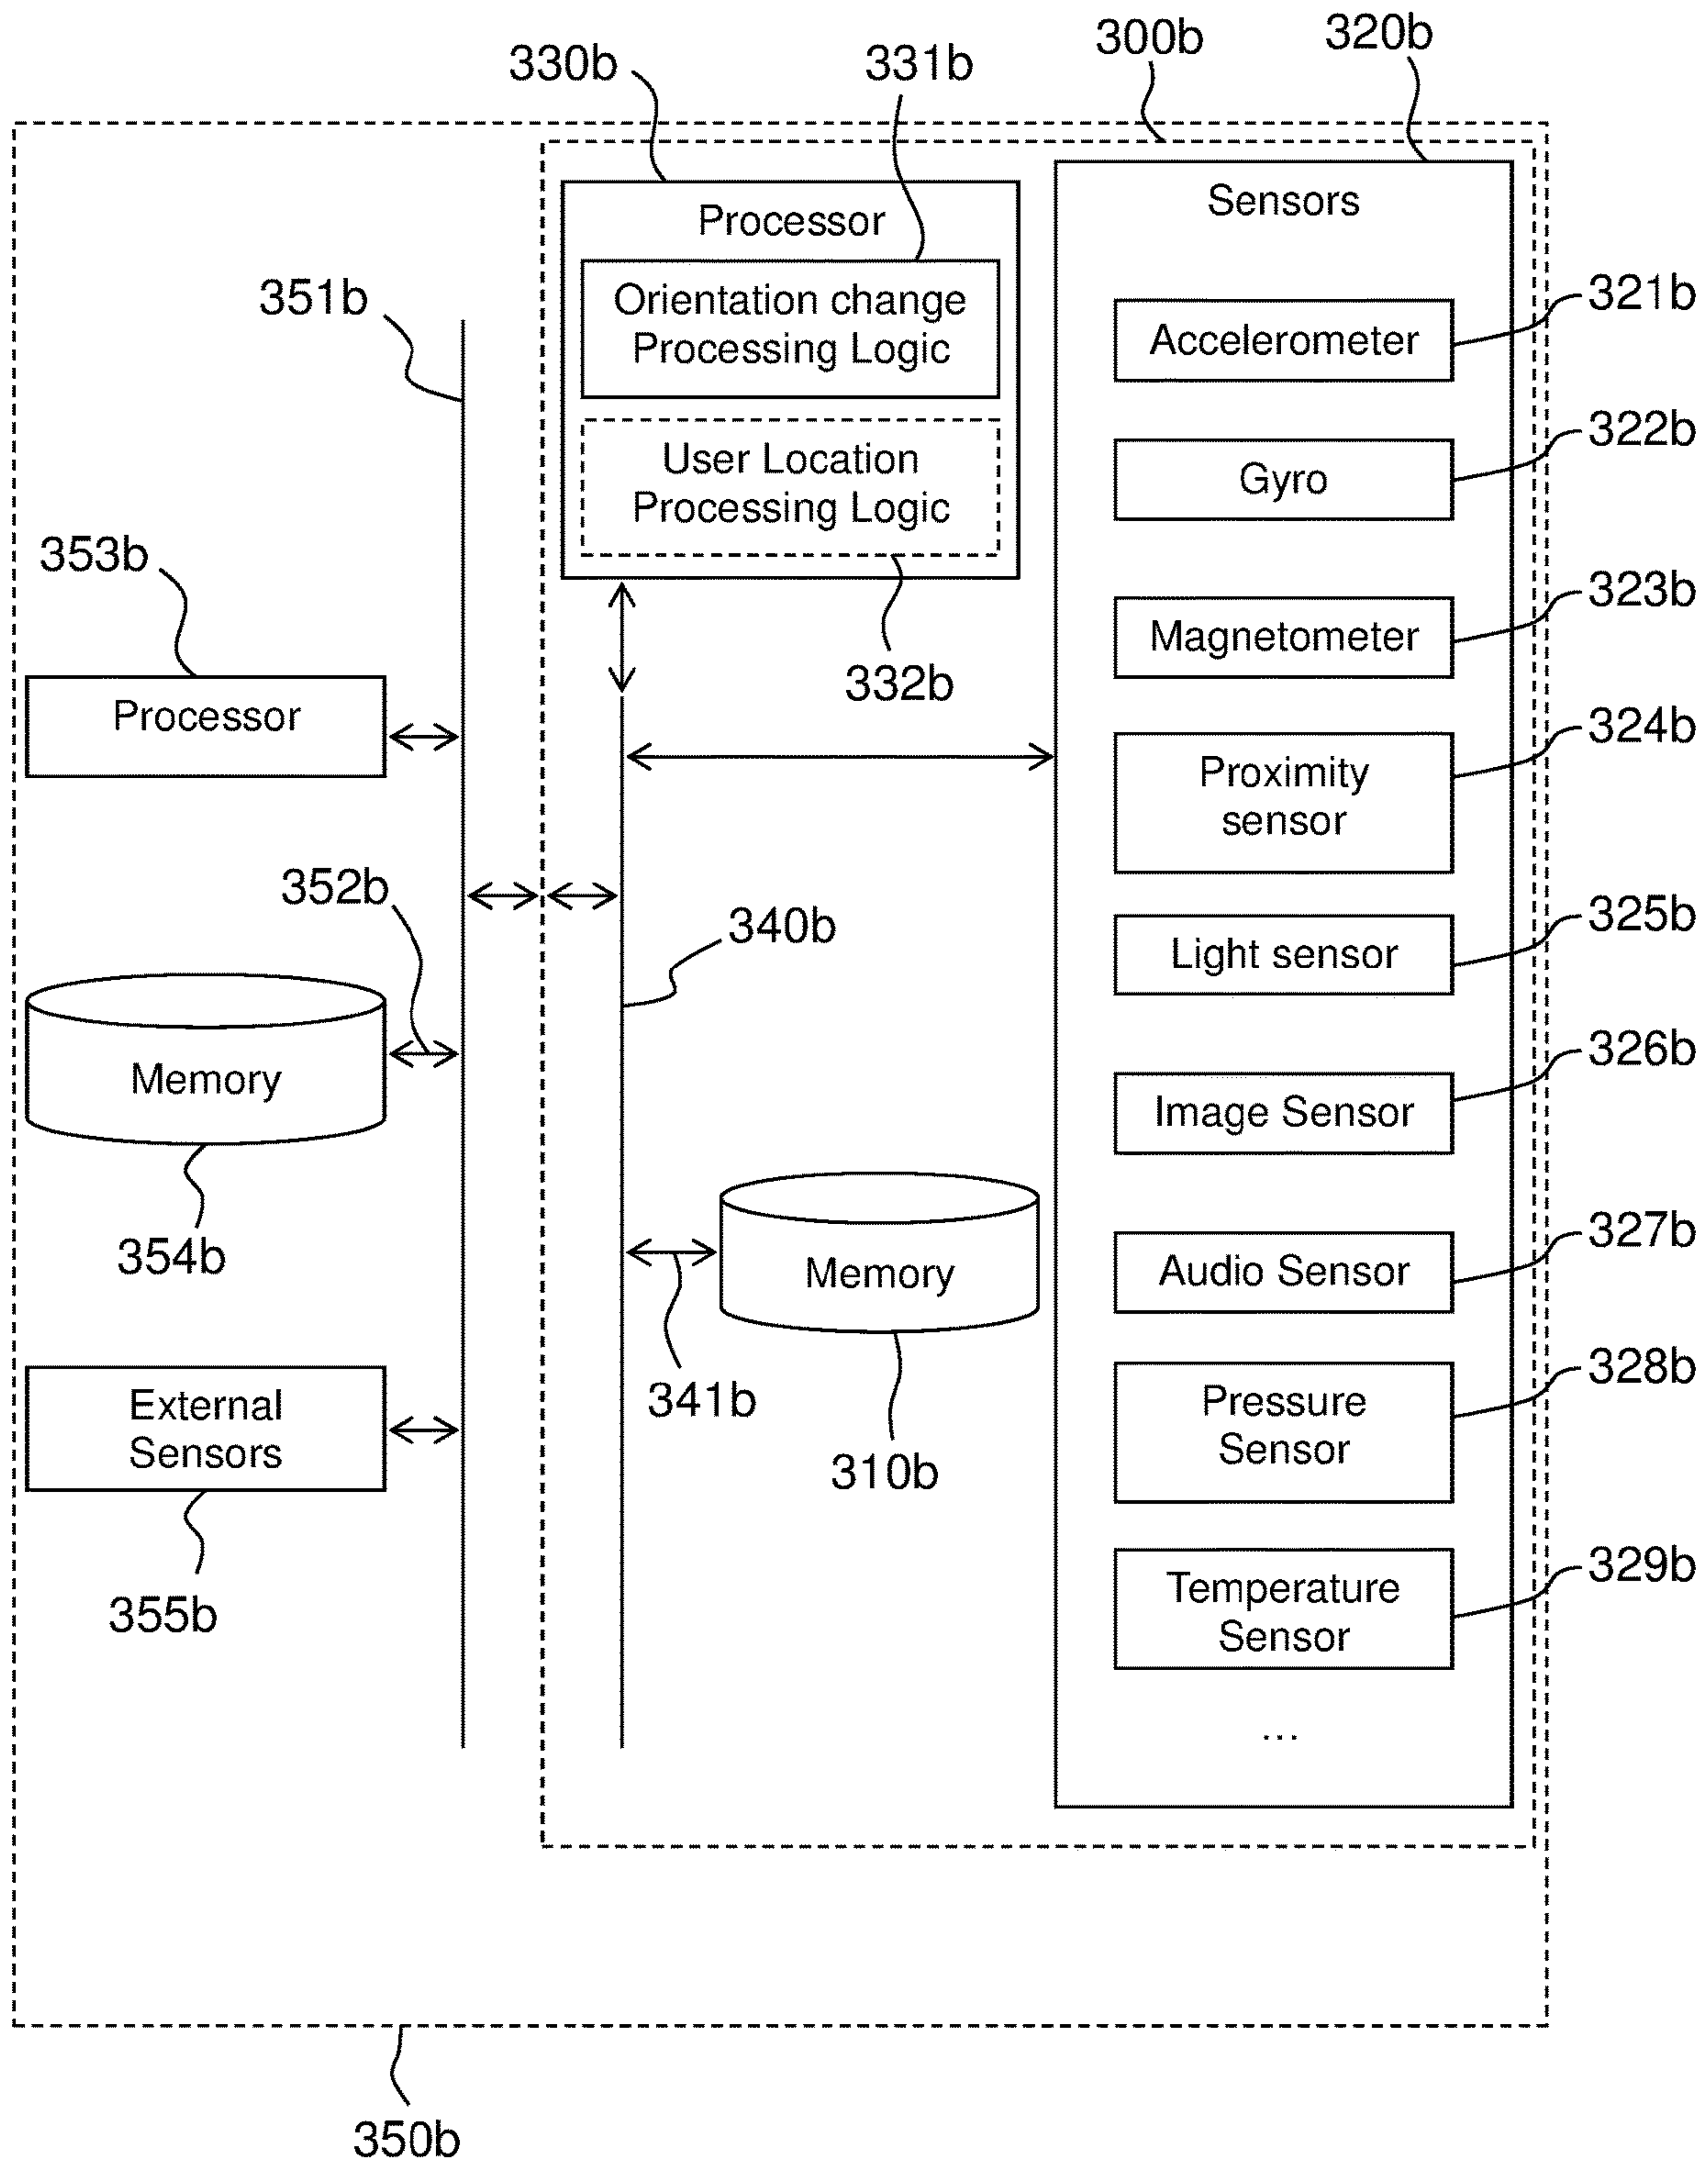 300b
320b
330b
331b
Sensors
Processor
Orientation change
Processing Logic
User Location
Processing Logic
332b
351b
321b
Accelerometer
322b
Gyro
323b
Magnetometer
324b
Proximity
sensor
325b
Light sensor
326b
Image Sensor
327b
Audio Sensor
328b
Pressure
Sensor
329b
Temperature
Sensor
...
353b
Processor
352b
340b
Memory
354b
341b
Memory
310b
External
Sensors
355b
350b